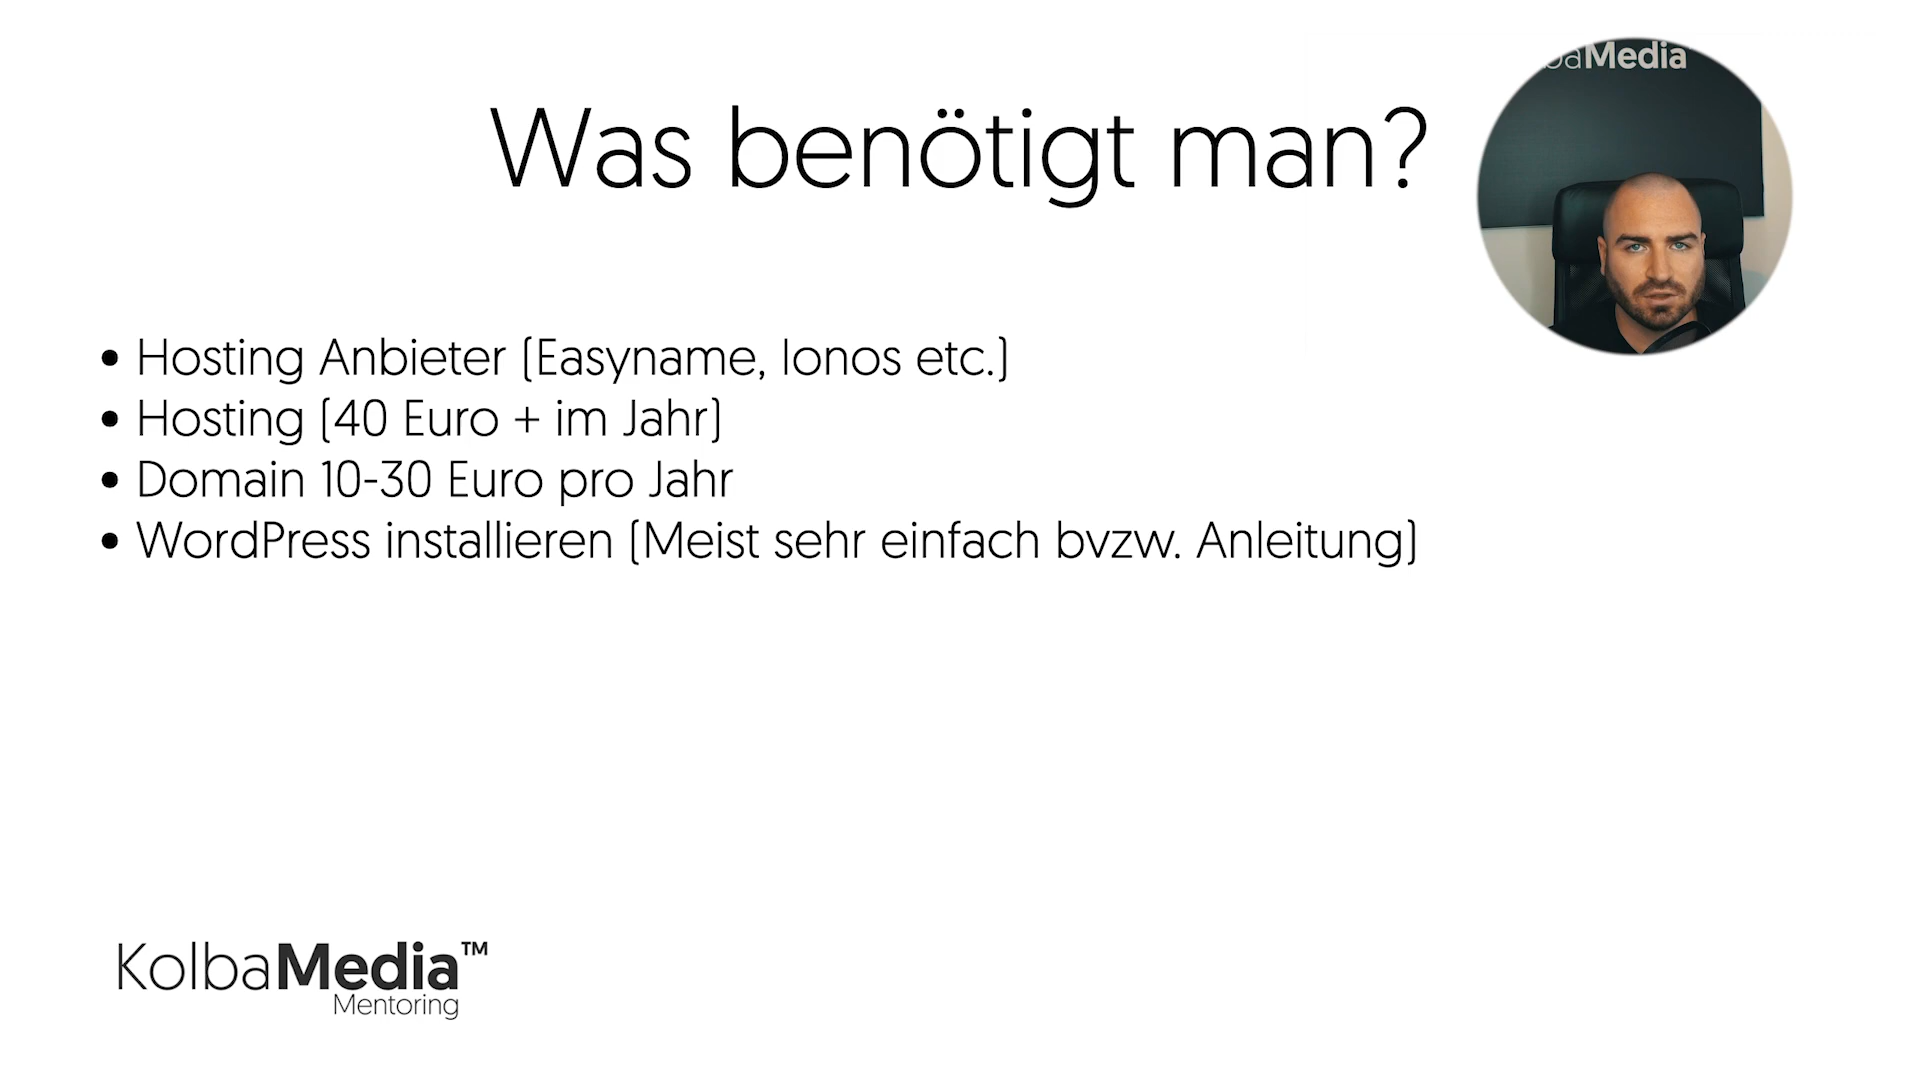 Was benötigt man?
baMedia
• Hosting Anbieter (Easyname, Ionos etc.)
• Hosting (40 Euro + im Jahr)
• Domain 10-30 Euro pro Jahr
• WordPress installieren (Meist sehr einfach bvzw. Anleitung)
KolbaMedia™
Mentoring